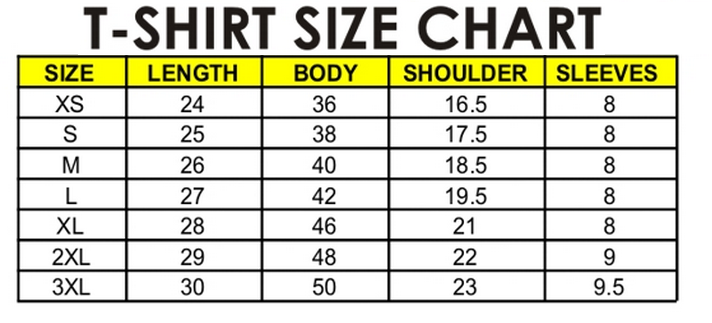 T-SHIRT SIZE CHART
SIZE LENGTH BODY SHOULDER SLEEVES
XS 24 36 16.5 8
S 25 38 17.5 8
M 26 40 18.5 8
L 27 42 19.5 8
XL 28 46 21 8
2XL 29 48 22 9
3XL 30 50 23 9.5